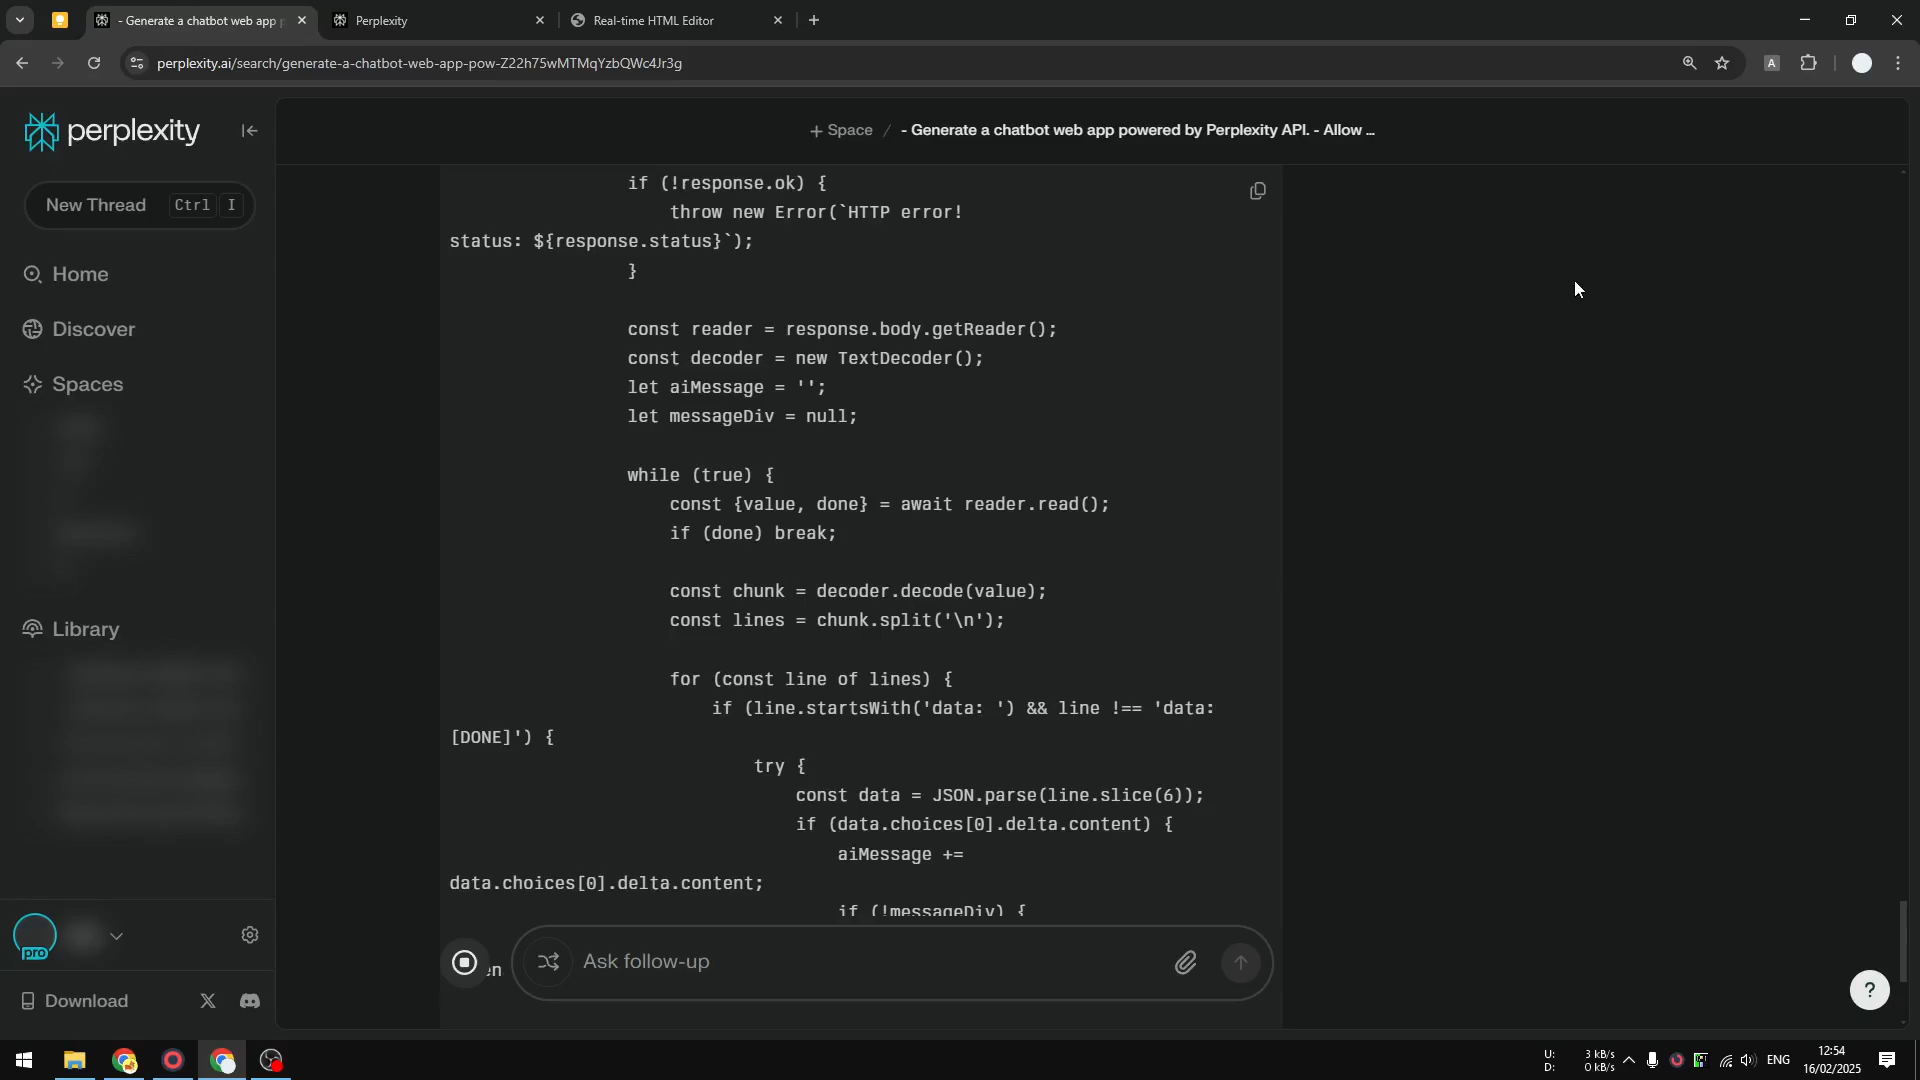 - Generate a chatbot web app p
Perplexity
Real-time HTML Editor
perplexity.ai/search/generate-a-chatbot-web-app-pow-Z22h75wMTMqYzbQWc4Jr3g
A
perplexity
+ Space / - Generate a chatbot web app powered by Perplexity API. - Allow ...
New Thread Ctrl I
Home
Discover
Spaces
Library
pro
Download
if (!response.ok) {
throw new Error(`HTTP error!
status: ${response.status}`);
}
const reader = response.body.getReader();
const decoder = new TextDecoder();
let aiMessage = '';
let messageDiv = null;
while (true) {
const {value, done} = await reader.read();
if (done) break;
const chunk = decoder.decode(value);
const lines = chunk.split('\n');
for (const line of lines) {
if (line.startsWith('data: ') && line !== 'data:
[DONE]') {
try {
const data = JSON.parse(line.slice(6));
if (data.choices[0].delta.content) {
aiMessage +=
data.choices[0].delta.content;
if (!messageDiv) {
en
Ask follow-up
?
U: 3 kB/s
D: 0 kB/s
ENG
12:54
16/02/2025